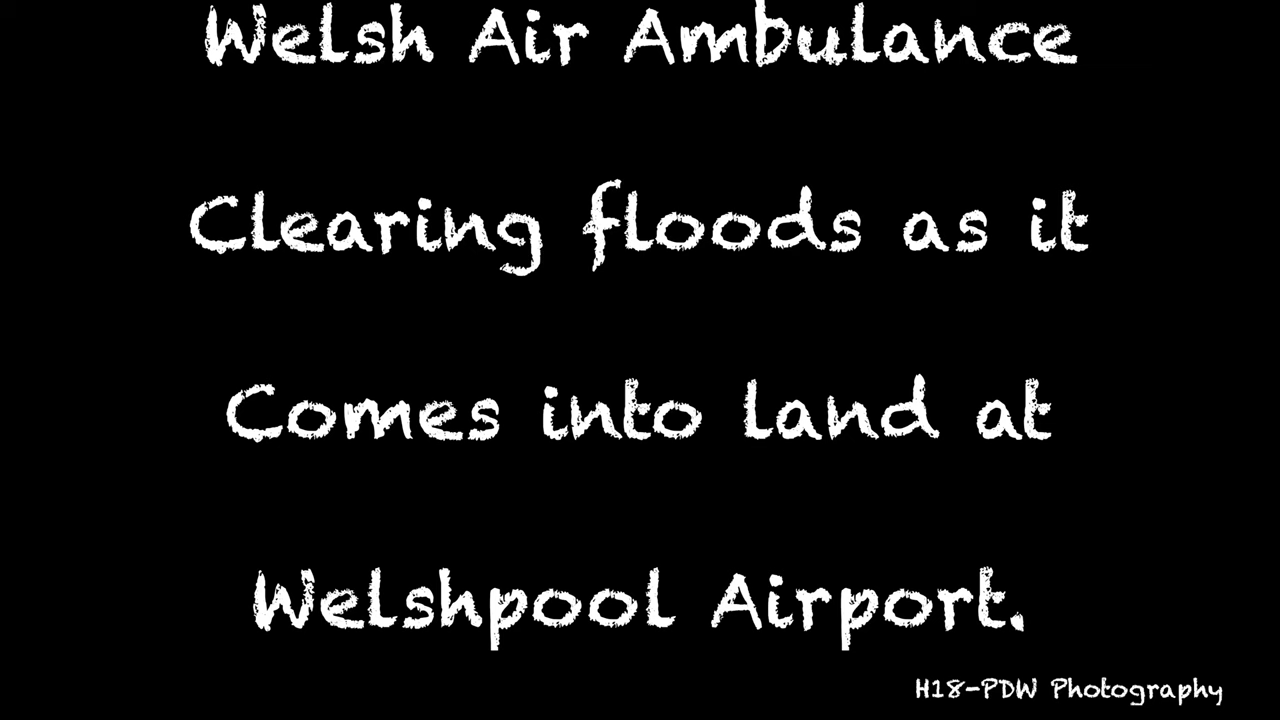 Welsh Air Ambulance
Clearing floods as it
Comes into land at
Welshpool Airport.
H18-PDW Photography